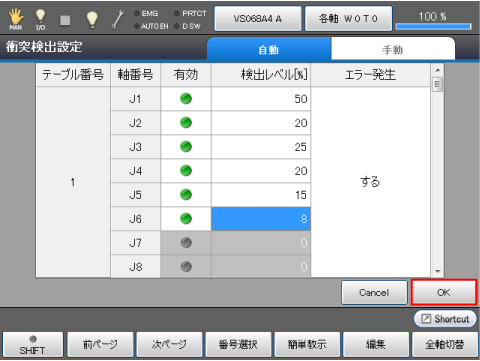 MAN I/O EMG PRTCT AUTOEN DSW VS068A4 A 各軸 W 0 T 0 100 %
衝突検出設定 自動 手動
テーブル番号 軸番号 有効 検出レベル[%] エラー発生
J1 50
J2 20
J3 25
J4 20
1 する
J5 15
J6 8
J7 0
J8 0
Cancel OK
Shortcut
SHIFT 前ページ 次ページ 番号選択 簡単教示 編集 全軸切替